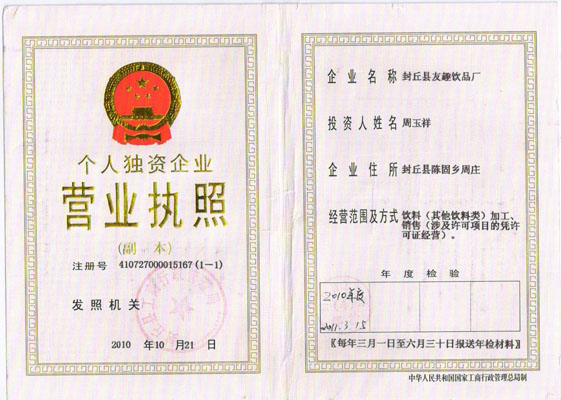 个人独资企业
营业执照
(副 本)
注册号 410727000015167 (1-1)
发照机关
2010 年 10 月 21 日
企业名称 封丘县友趣饮品厂
投资人姓名 周玉祥
企业住所 封丘县陈固乡周庄
经营范围及方式 饮料（其他饮料类）加工、
销售（涉及许可项目的凭许
可证经营）。
年度检验
2010年度
2011.3.15
〖每年三月一日至六月三十日报送年检材料〗
中华人民共和国国家工商行政管理总局制